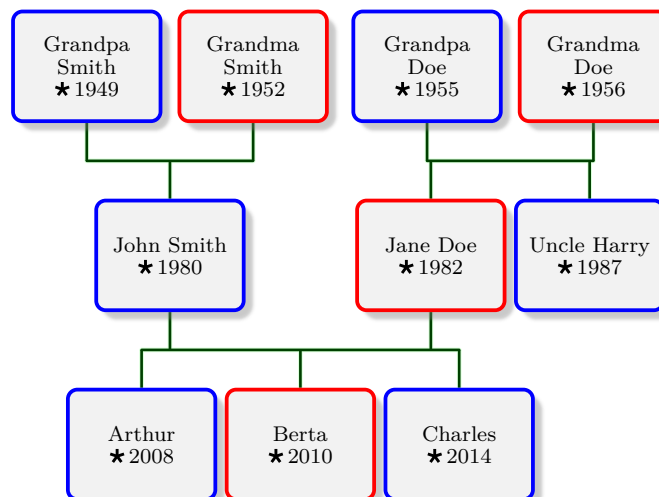 Grandpa
Smith
★ 1949
Grandma
Smith
★ 1952
Grandpa
Doe
★ 1955
Grandma
Doe
★ 1956
John Smith
★ 1980
Jane Doe
★ 1982
Uncle Harry
★ 1987
Arthur
★ 2008
Berta
★ 2010
Charles
★ 2014